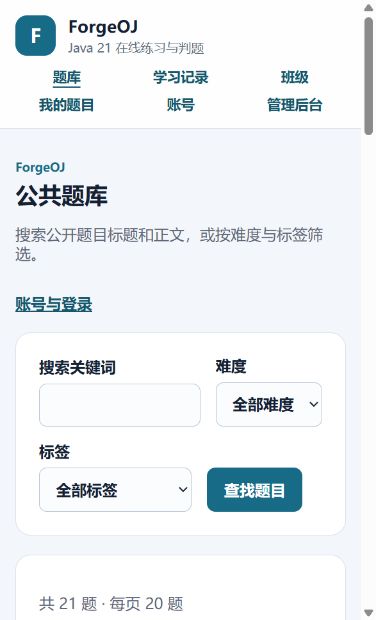 F
ForgeOJ
Java 21 在线练习与判题
题库 学习记录 班级
我的题目 账号 管理后台
ForgeOJ
公共题库
搜索公开题目标题和正文，或按难度与标签筛
选。
账号与登录
搜索关键词 难度
全部难度
标签
全部标签 查找题目
共 21 题 · 每页 20 题